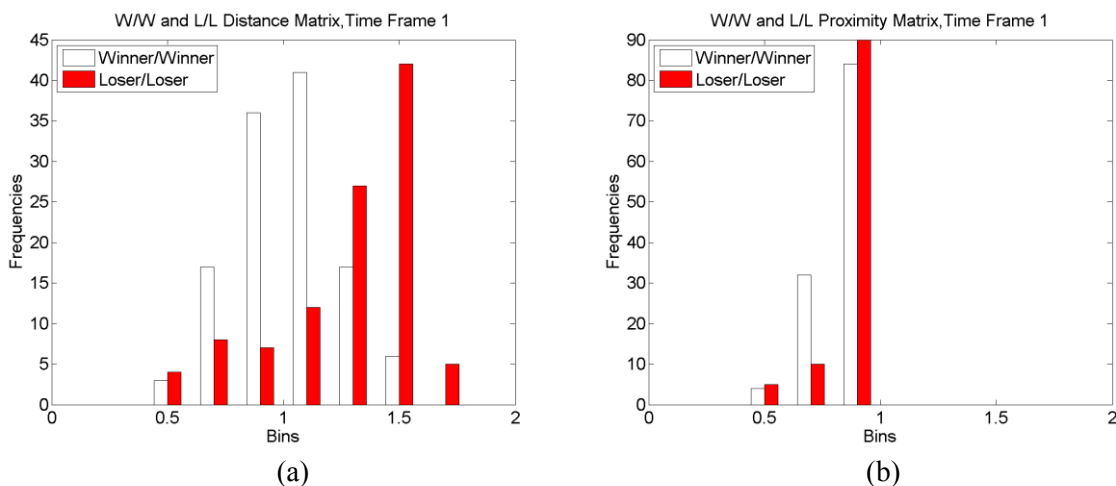 W/W and L/L Distance Matrix,Time Frame 1
45
40
35
30
25
20
15
10
5
0
Frequencies
Winner/Winner
Loser/Loser
0 0.5 1 1.5 2
Bins
(a)
W/W and L/L Proximity Matrix,Time Frame 1
90
80
70
60
50
40
30
20
10
0
Frequencies
Winner/Winner
Loser/Loser
0 0.5 1 1.5 2
Bins
(b)